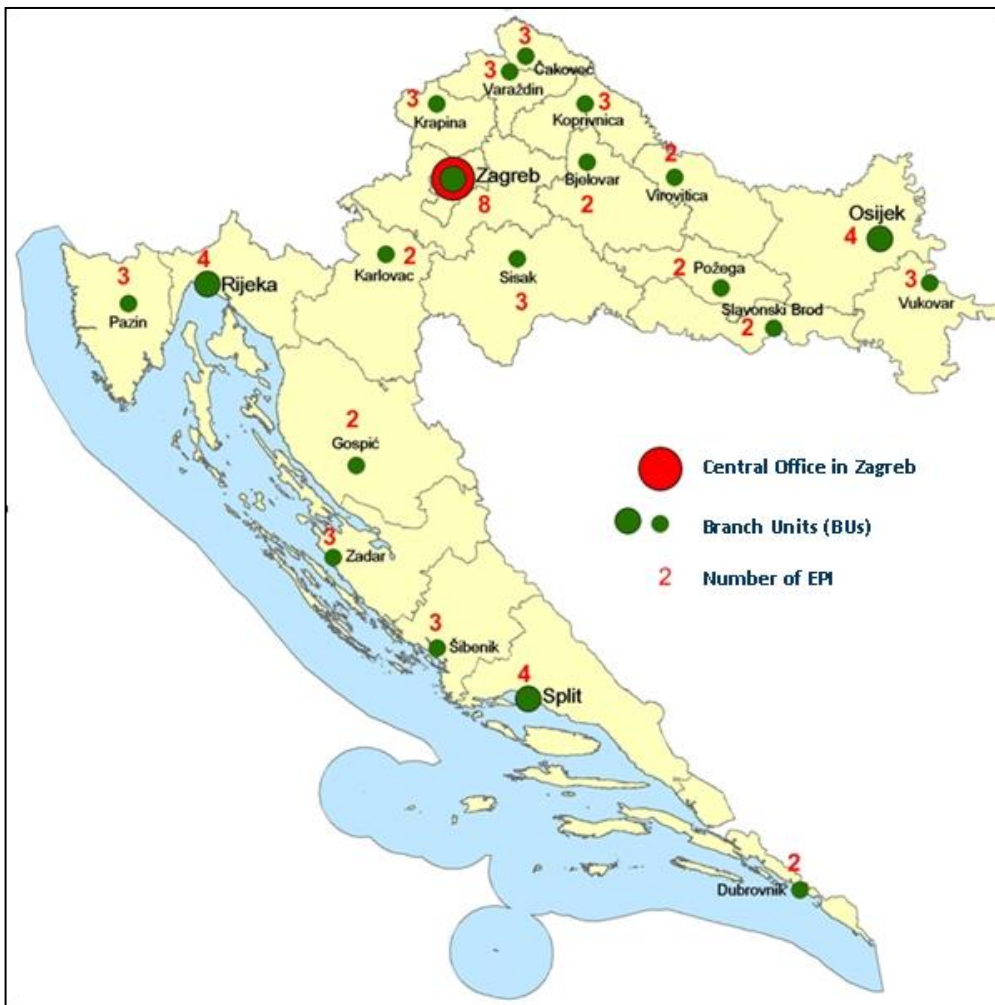 3
Čakovec
3
Varaždin
3
Krapina
3
Koprivnica
Zagreb
8
Bjelovar
2
2
Virovitica
Osijek
4
3
Vukovar
2
Požega
Slavonski Brod
2
Karlovac
2
Sisak
3
4
Rijeka
3
Pazin
2
Gospić
3
Zadar
3
Šibenik
4
Split
2
Dubrovnik
Central Office in Zagreb
Branch Units (BUs)
2 Number of EPI